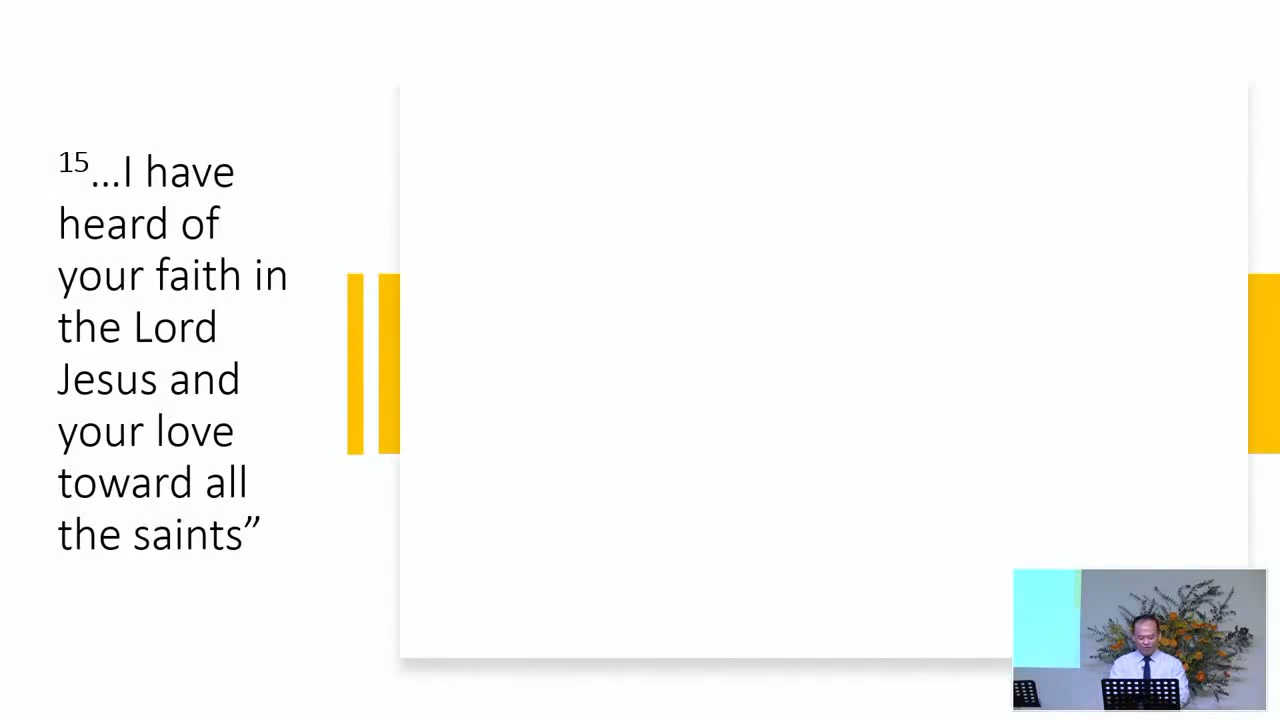 15…I have
heard of
your faith in
the Lord
Jesus and
your love
toward all
the saints”